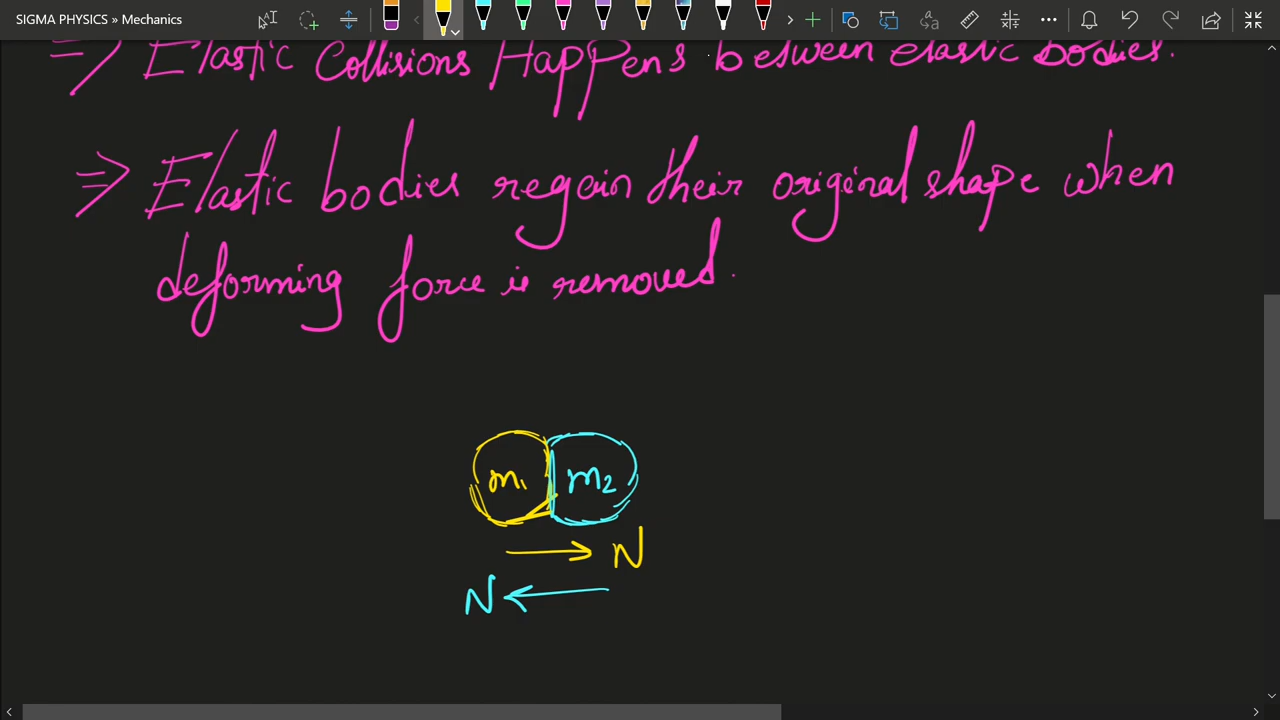 SIGMA PHYSICS » Mechanics
⇒ Elastic Collisions Happens between elastic bodies.
⇒ Elastic bodies regain their original shape when
deforming force is removed.
m₁ m₂
→ N
N ←